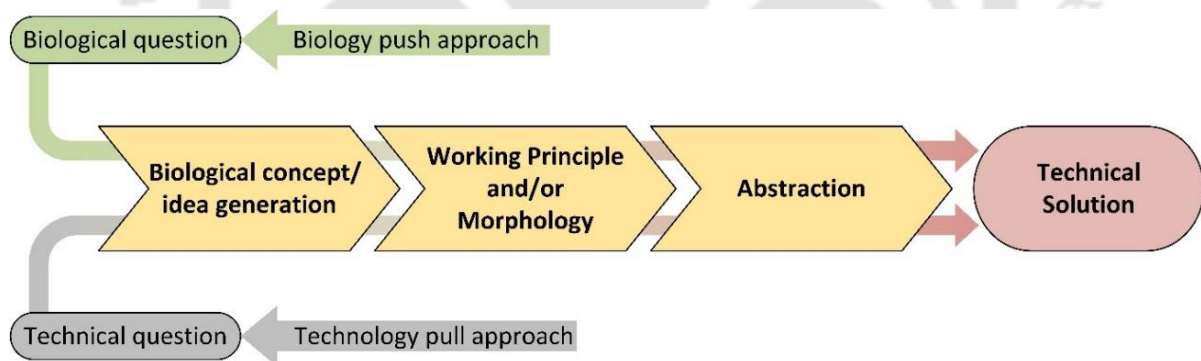 Biological question
Biology push approach
Biological concept/
idea generation
Working Principle
and/or
Morphology
Abstraction
Technical
Solution
Technical question
Technology pull approach